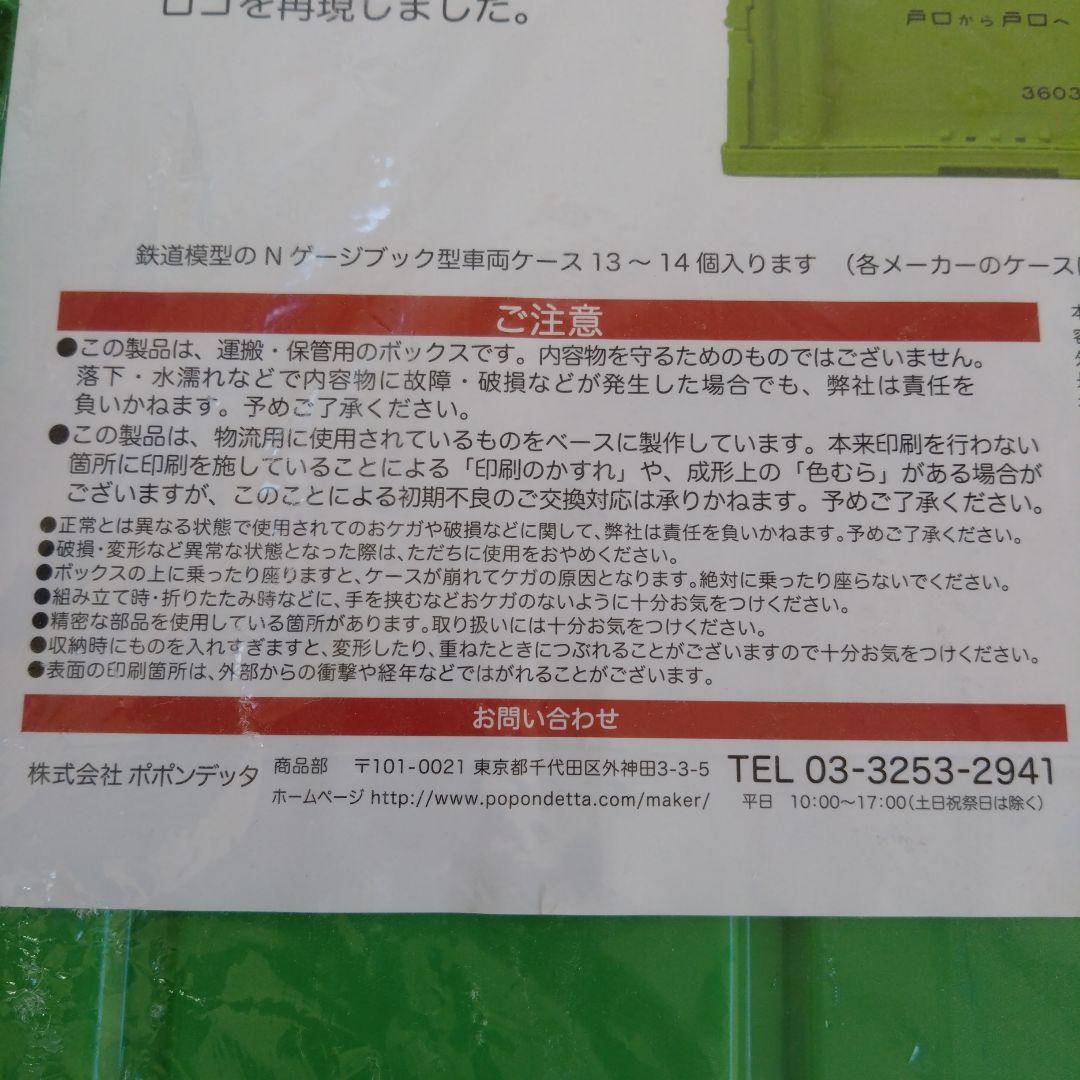 ロゴを再現しました。
戸口から戸口へ
3603
鉄道模型のNゲージブック型車両ケース13～14個入ります (各メーカーのケース
ご注意
●この製品は、運搬・保管用のボックスです。内容物を守るためのものではございません。
落下・水濡れなどで内容物に故障・破損などが発生した場合でも、弊社は責任を
負いかねます。予めご了承ください。
●この製品は、物流用に使用されているものをベースに製作しています。本来印刷を行わない
箇所に印刷を施していることによる「印刷のかすれ」や、成形上の「色むら」がある場合が
ございますが、このことによる初期不良のご交換対応は承りかねます。予めご了承ください。
●正常とは異なる状態で使用されてのおケガや破損などに関して、弊社は責任を負いかねます。予めご了承ください。
●破損・変形など異常な状態となった際は、ただちに使用をおやめください。
●ボックスの上に乗ったり座りますと、ケースが崩れてケガの原因となります。絶対に乗ったり座らないでください。
●組み立て時・折りたたみ時などに、手を挟むなどおケガのないように十分お気をつけください。
●精密な部品を使用している箇所があります。取り扱いには十分お気をつけください。
●収納時にものを入れすぎますと、変形したり、重ねたときにつぶれることがございますので十分お気をつけください。
●表面の印刷箇所は、外部からの衝撃や経年などではがれることがございます。
お問い合わせ
株式会社 ポポンデッタ 商品部 〒101-0021 東京都千代田区外神田3-3-5 TEL 03-3253-2941
ホームページ http://www.popondetta.com/maker/ 平日 10:00～17:00(土日祝祭日は除く)